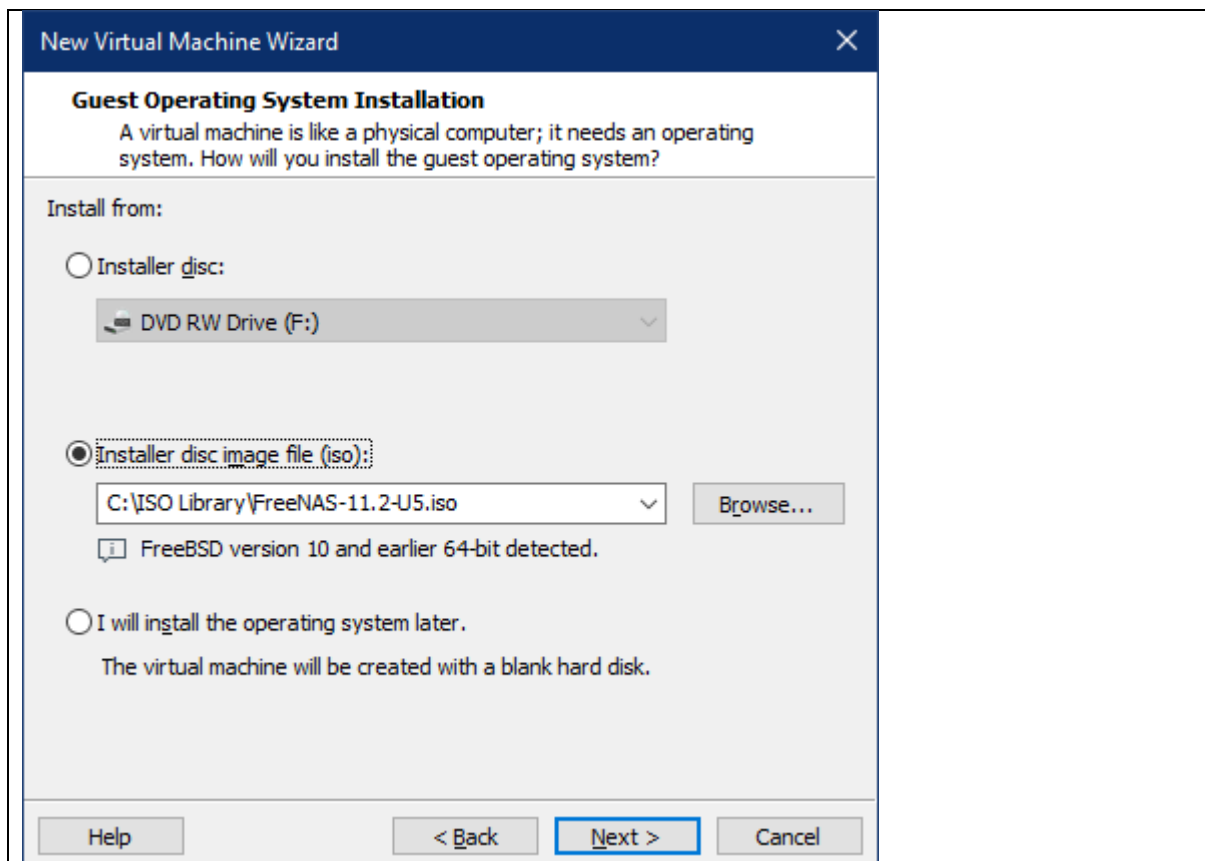 New Virtual Machine Wizard
Guest Operating System Installation
A virtual machine is like a physical computer; it needs an operating
system. How will you install the guest operating system?
Install from:
Installer disc:
DVD RW Drive (F:)
Installer disc image file (iso):
C:\ISO Library\FreeNAS-11.2-U5.iso
Browse...
FreeBSD version 10 and earlier 64-bit detected.
I will install the operating system later.
The virtual machine will be created with a blank hard disk.
Help < Back Next > Cancel